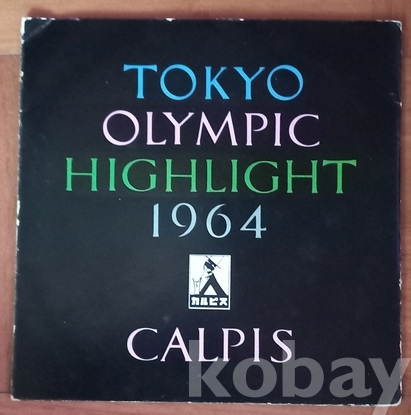 TOKYO
OLYMPIC
HIGHLIGHT
1964
カルピス
CALPIS
kobay